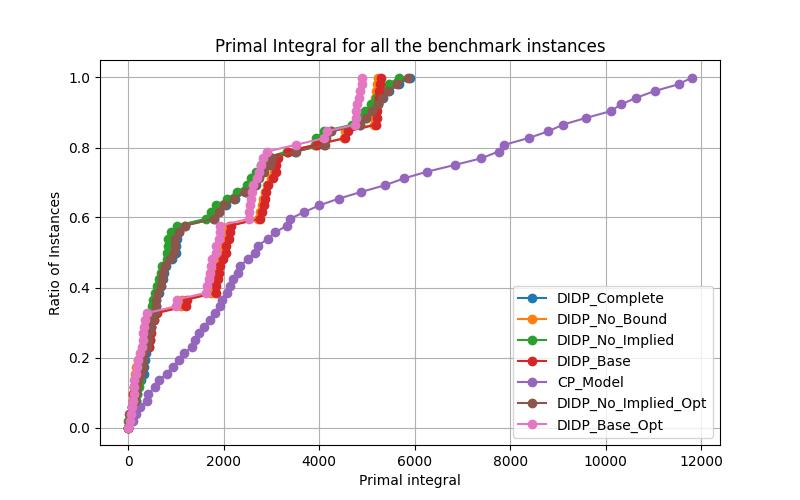 Primal Integral for all the benchmark instances
Ratio of Instances
1.0
0.8
0.6
0.4
0.2
0.0
DIDP_Complete
DIDP_No_Bound
DIDP_No_Implied
DIDP_Base
CP_Model
DIDP_No_Implied_Opt
DIDP_Base_Opt
0 2000 4000 6000 8000 10000 12000
Primal integral